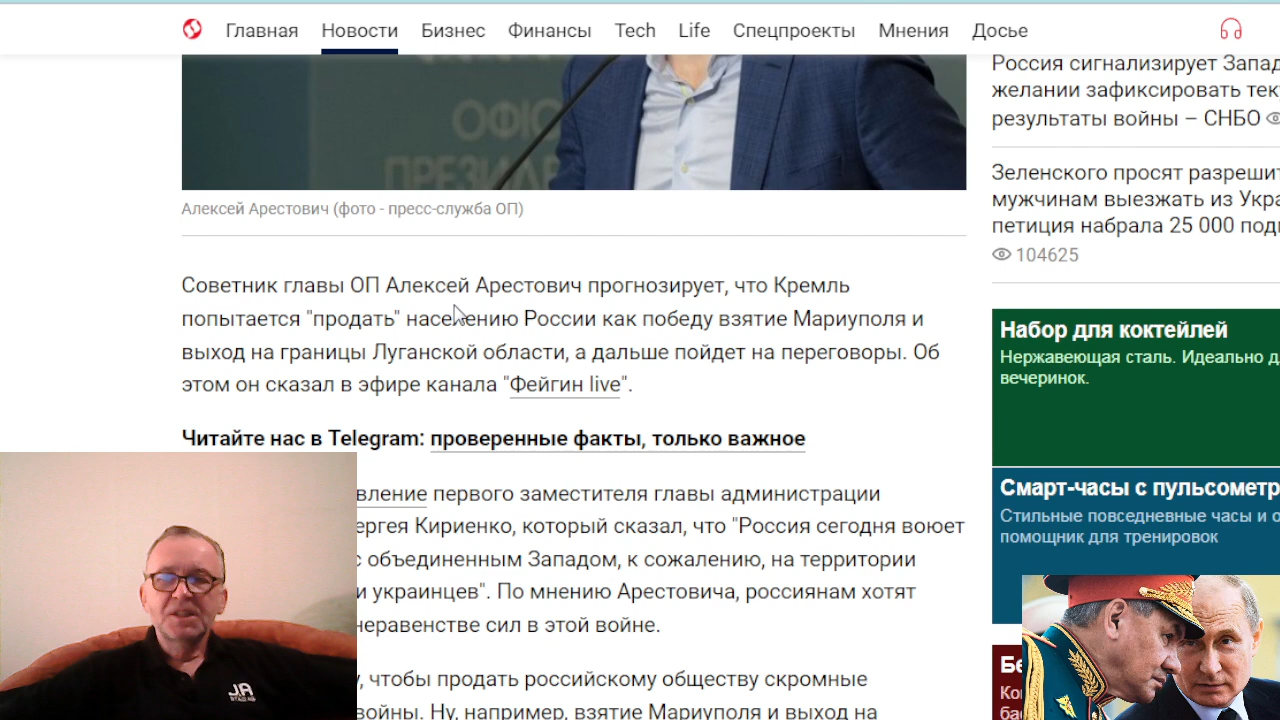 Главная Новости Бизнес Финансы Tech Life Спецпроекты Мнения Досье
ОФИС
ПРЕЗИДЕ
Алексей Арестович (фото - пресс-служба ОП)
Советник главы ОП Алексей Арестович прогнозирует, что Кремль
попытается "продать" населению России как победу взятие Мариуполя и
выход на границы Луганской области, а дальше пойдет на переговоры. Об
этом он сказал в эфире канала "Фейгин live".
Читайте нас в Telegram: проверенные факты, только важное
вление первого заместителя главы администрации
ергея Кириенко, который сказал, что "Россия сегодня воюет
с объединенным Западом, к сожалению, на территории
и украинцев". По мнению Арестовича, россиянам хотят
неравенстве сил в этой войне.
, чтобы продать российскому обществу скромные
войны. Ну, например, взятие Мариуполя и выход на
Россия сигнализирует Запад
желании зафиксировать тек
результаты войны – СНБО
Зеленского просят разрешит
мужчинам выезжать из Укра
петиция набрала 25 000 под
104625
Набор для коктейлей
Нержавеющая сталь. Идеально д
вечеринок.
Смарт-часы с пульсометр
Стильные повседневные часы и о
помощник для тренировок
Бе
Ко
бас
JA